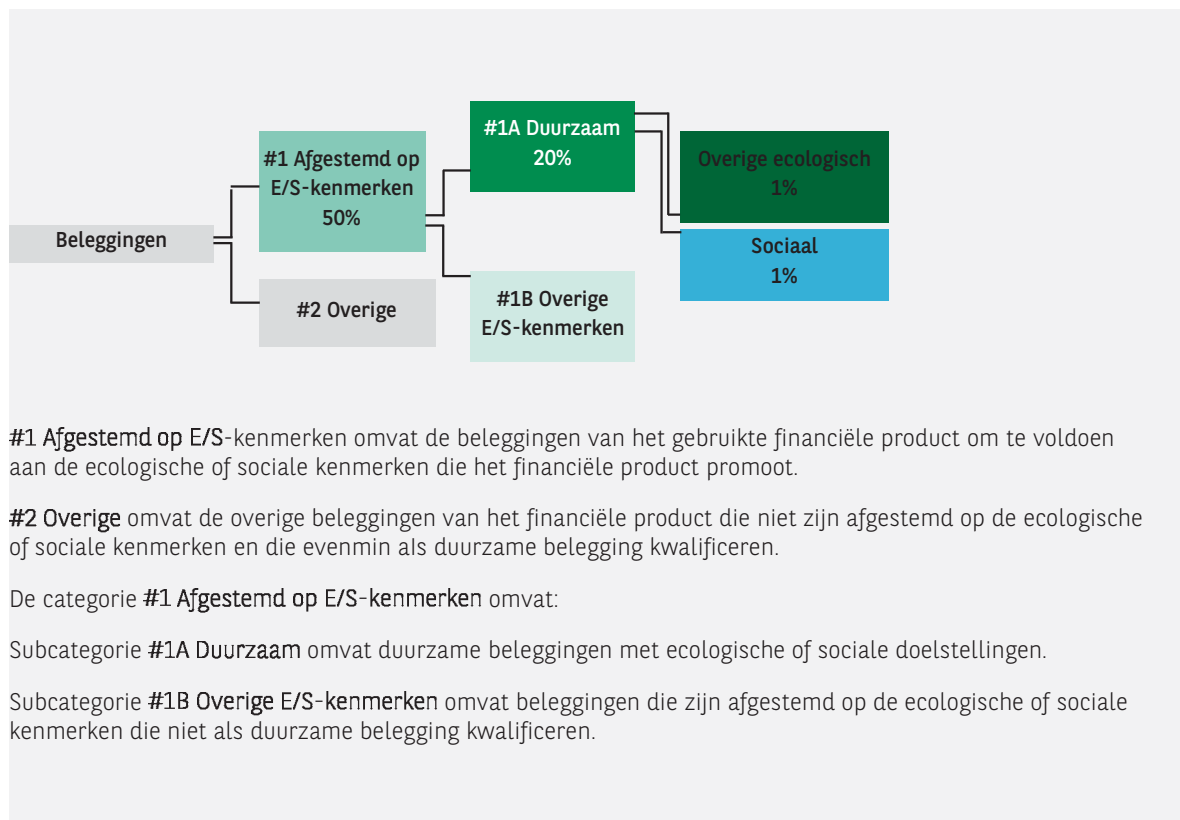 #1A Duurzaam
20%
#1 Afgestemd op
E/S-kenmerken
50%
Overige ecologisch
1%
Beleggingen
Sociaal
1%
#2 Overige
#1B Overige
E/S-kenmerken
#1 Afgestemd op E/S-kenmerken omvat de beleggingen van het gebruikte financiële product om te voldoen
aan de ecologische of sociale kenmerken die het financiële product promoot.
#2 Overige omvat de overige beleggingen van het financiële product die niet zijn afgestemd op de ecologische
of sociale kenmerken en die evenmin als duurzame belegging kwalificeren.
De categorie #1 Afgestemd op E/S-kenmerken omvat:
Subcategorie #1A Duurzaam omvat duurzame beleggingen met ecologische of sociale doelstellingen.
Subcategorie #1B Overige E/S-kenmerken omvat beleggingen die zijn afgestemd op de ecologische of sociale
kenmerken die niet als duurzame belegging kwalificeren.